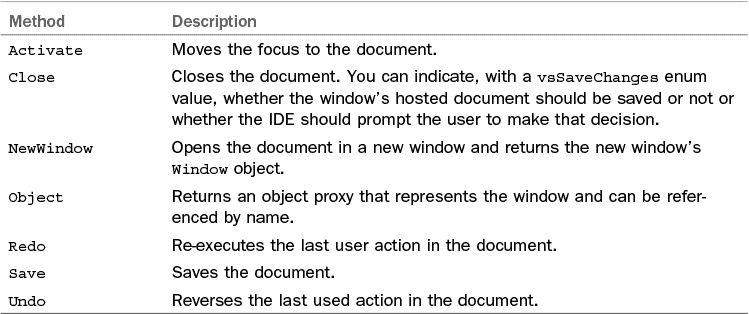 Method Description
Activate Moves the focus to the document.
Close Closes the document. You can indicate, with a vsSaveChanges enum
value, whether the window's hosted document should be saved or not or
whether the IDE should prompt the user to make that decision.
NewWindow Opens the document in a new window and returns the new window's
Window object.
Object Returns an object proxy that represents the window and can be refer-
enced by name.
Redo Re-executes the last user action in the document.
Save Saves the document.
Undo Reverses the last used action in the document.